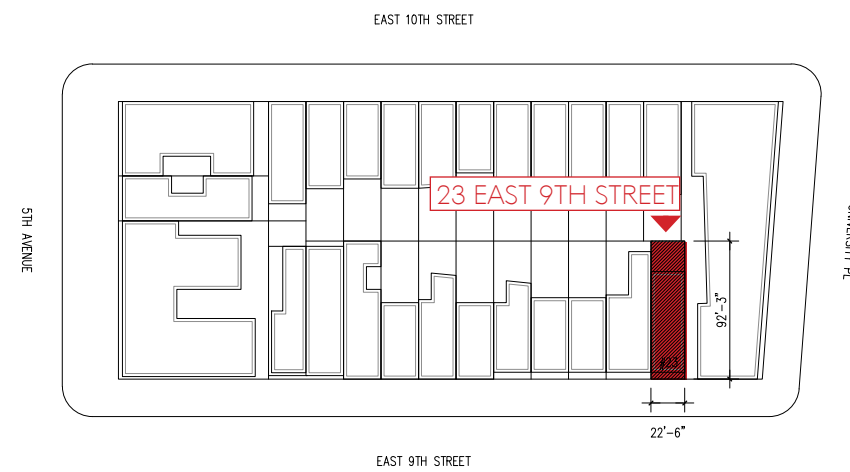 EAST 10TH STREET
5TH AVENUE
23 EAST 9TH STREET
92'-3"
#23
22'-6"
EAST 9TH STREET